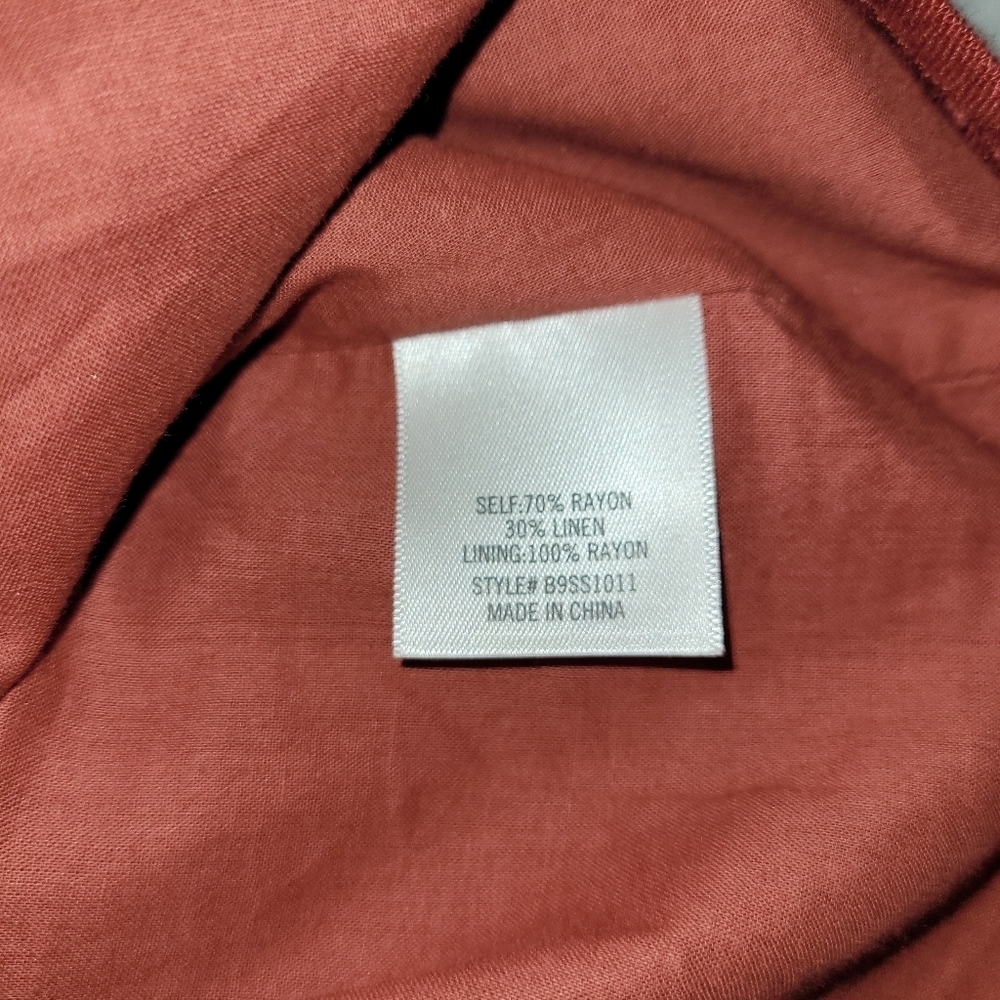 SELF:70% RAYON
30% LINEN
LINING:100% RAYON
STYLE# B9SS1011
MADE IN CHINA